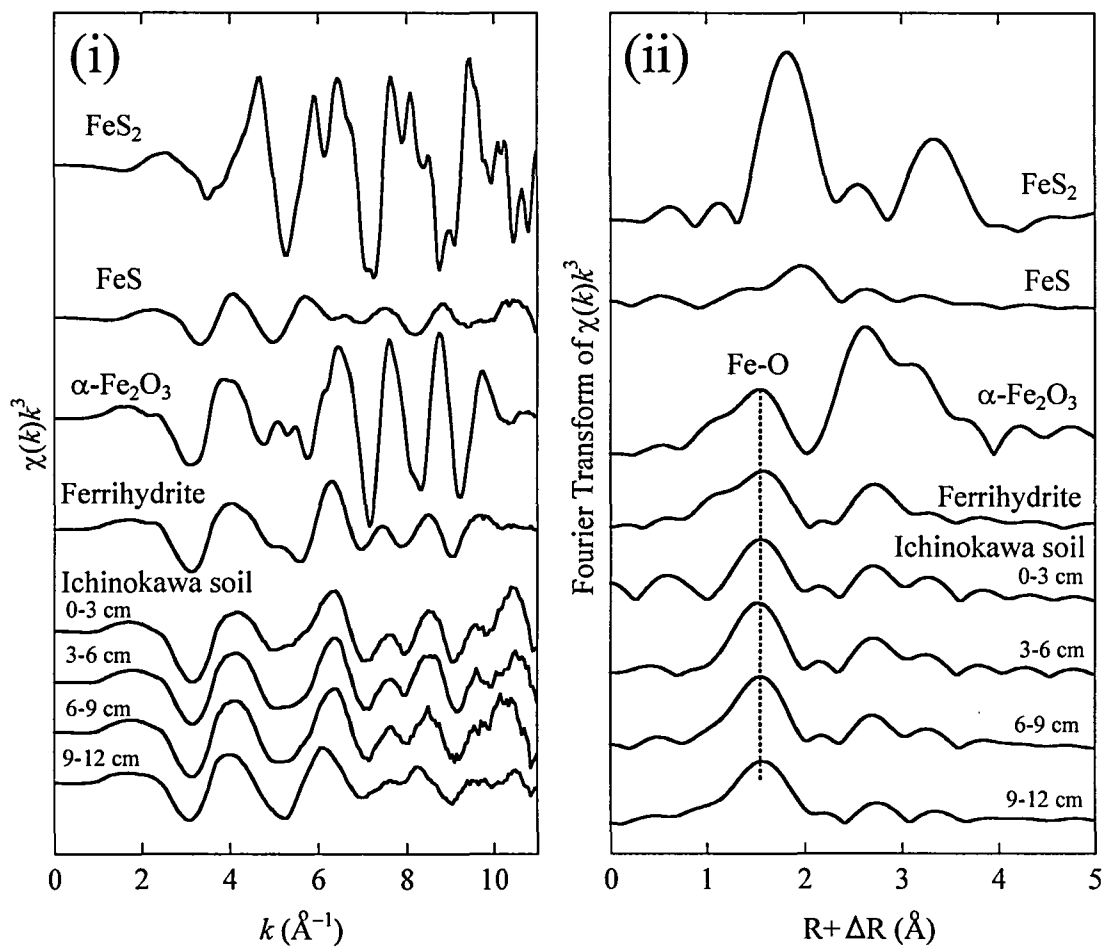 (i)
FeS₂
FeS
α-Fe₂O₃
Ferrihydrite
Ichinokawa soil
0-3 cm
3-6 cm
6-9 cm
9-12 cm
χ(k)k³
0 2 4 6 8 10
k (Å⁻¹)
(ii)
FeS₂
FeS
Fe-O
α-Fe₂O₃
Ferrihydrite
Ichinokawa soil
0-3 cm
3-6 cm
6-9 cm
9-12 cm
Fourier Transform of χ(k)k³
0 1 2 3 4 5
R+ ΔR (Å)